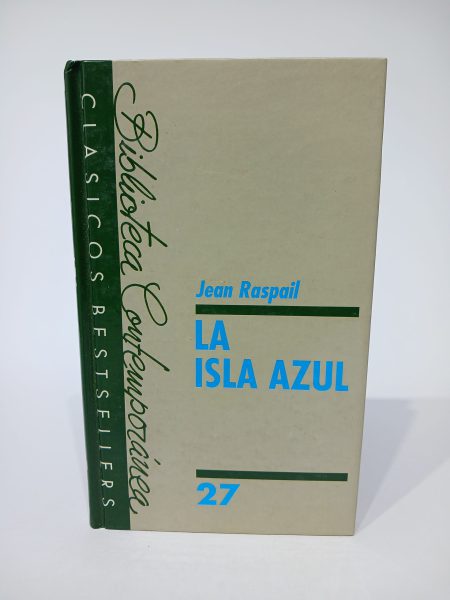 CLASICOS BESTSELLERS
Biblioteca Contemporánea
Jean Raspail
LA
ISLA AZUL
27